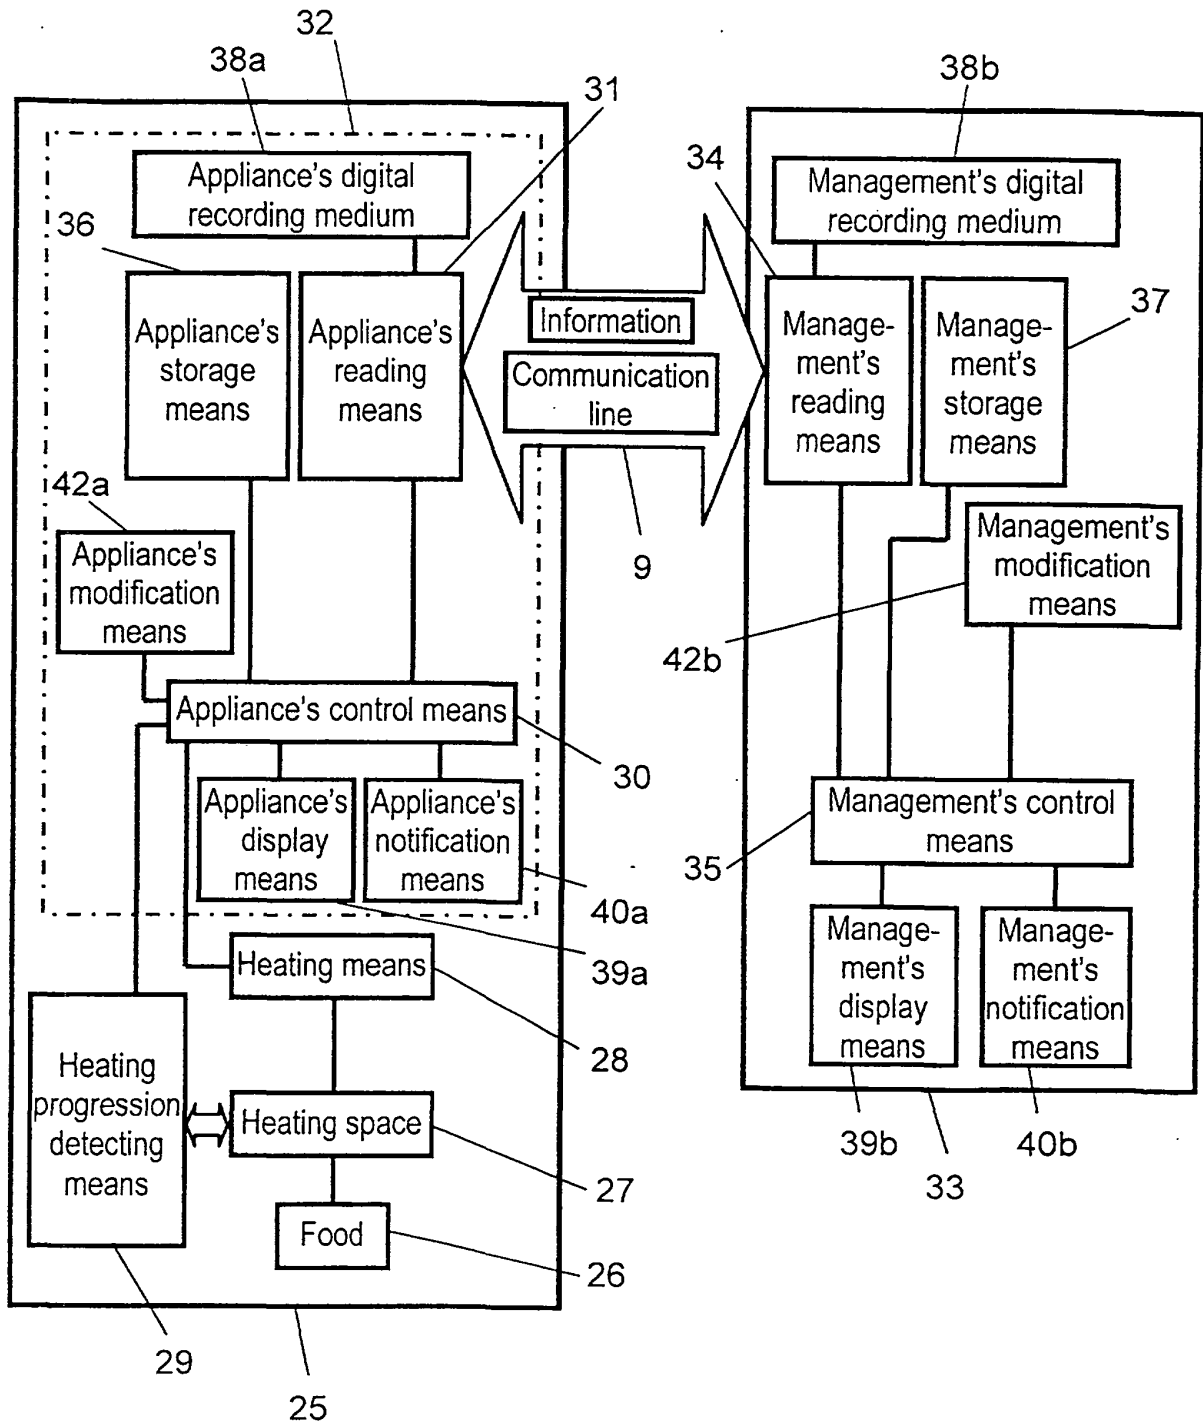 32
38a
31
38b
Appliance's digital
recording medium
34
Management's digital
recording medium
36
37
Appliance's
storage
means
Appliance's
reading
means
Information
Communication
line
Manage-
ment's
reading
means
Manage-
ment's
storage
means
42a
Appliance's
modification
means
9
Management's
modification
means
42b
Appliance's control means
30
Appliance's
display
means
Appliance's
notification
means
Management's control
means
35
40a
39a
Heating means
28
Manage-
ment's
display
means
Manage-
ment's
notification
means
Heating
progression
detecting
means
Heating space
27
39b
40b
33
Food
26
29
25